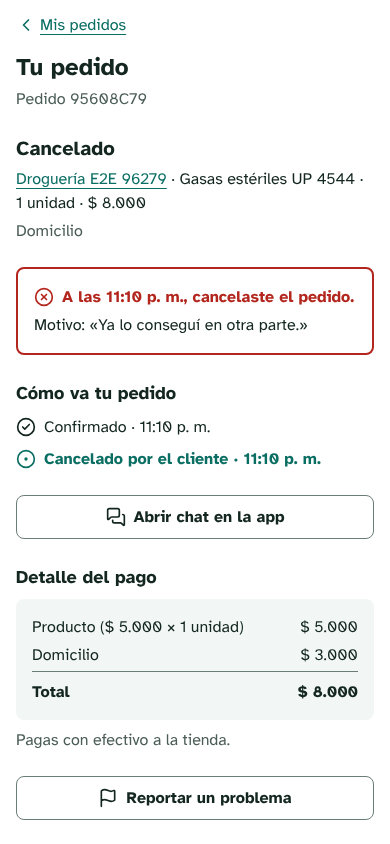 Mis pedidos
Tu pedido
Pedido 95608C79
Cancelado
Droguería E2E 96279 · Gasas estériles UP 4544 ·
1 unidad · $ 8.000
Domicilio
A las 11:10 p. m., cancelaste el pedido.
Motivo: «Ya lo conseguí en otra parte.»
Cómo va tu pedido
Confirmado · 11:10 p. m.
Cancelado por el cliente · 11:10 p. m.
Abrir chat en la app
Detalle del pago
Producto ($ 5.000 × 1 unidad) $ 5.000
Domicilio $ 3.000
Total $ 8.000
Pagas con efectivo a la tienda.
Reportar un problema